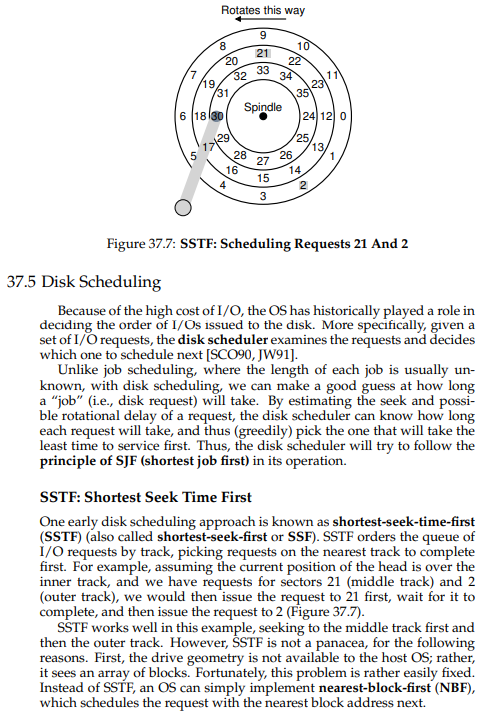 Rotates this way
9
8 10
21
20 22
7 32 33 34 11
19 23
31 35
Spindle
6 18 30 24 12 0
29 25
17 13
5 28 27 26 1
16 14
15
4 2
3
Figure 37.7: SSTF: Scheduling Requests 21 And 2
37.5 Disk Scheduling
Because of the high cost of I/O, the OS has historically played a role in
deciding the order of I/Os issued to the disk. More specifically, given a
set of I/O requests, the disk scheduler examines the requests and decides
which one to schedule next [SCO90, JW91].
Unlike job scheduling, where the length of each job is usually un-
known, with disk scheduling, we can make a good guess at how long
a “job” (i.e., disk request) will take. By estimating the seek and possi-
ble rotational delay of a request, the disk scheduler can know how long
each request will take, and thus (greedily) pick the one that will take the
least time to service first. Thus, the disk scheduler will try to follow the
principle of SJF (shortest job first) in its operation.
SSTF: Shortest Seek Time First
One early disk scheduling approach is known as shortest-seek-time-first
(SSTF) (also called shortest-seek-first or SSF). SSTF orders the queue of
I/O requests by track, picking requests on the nearest track to complete
first. For example, assuming the current position of the head is over the
inner track, and we have requests for sectors 21 (middle track) and 2
(outer track), we would then issue the request to 21 first, wait for it to
complete, and then issue the request to 2 (Figure 37.7).
SSTF works well in this example, seeking to the middle track first and
then the outer track. However, SSTF is not a panacea, for the following
reasons. First, the drive geometry is not available to the host OS; rather,
it sees an array of blocks. Fortunately, this problem is rather easily fixed.
Instead of SSTF, an OS can simply implement nearest-block-first (NBF),
which schedules the request with the nearest block address next.